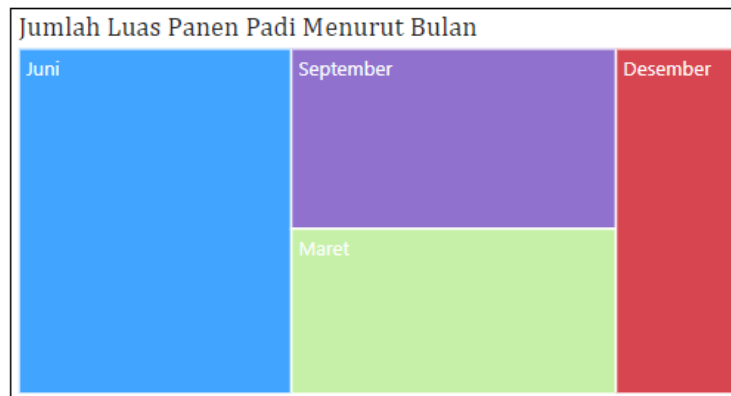 Jumlah Luas Panen Padi Menurut Bulan
Juni
September
Desember
Maret